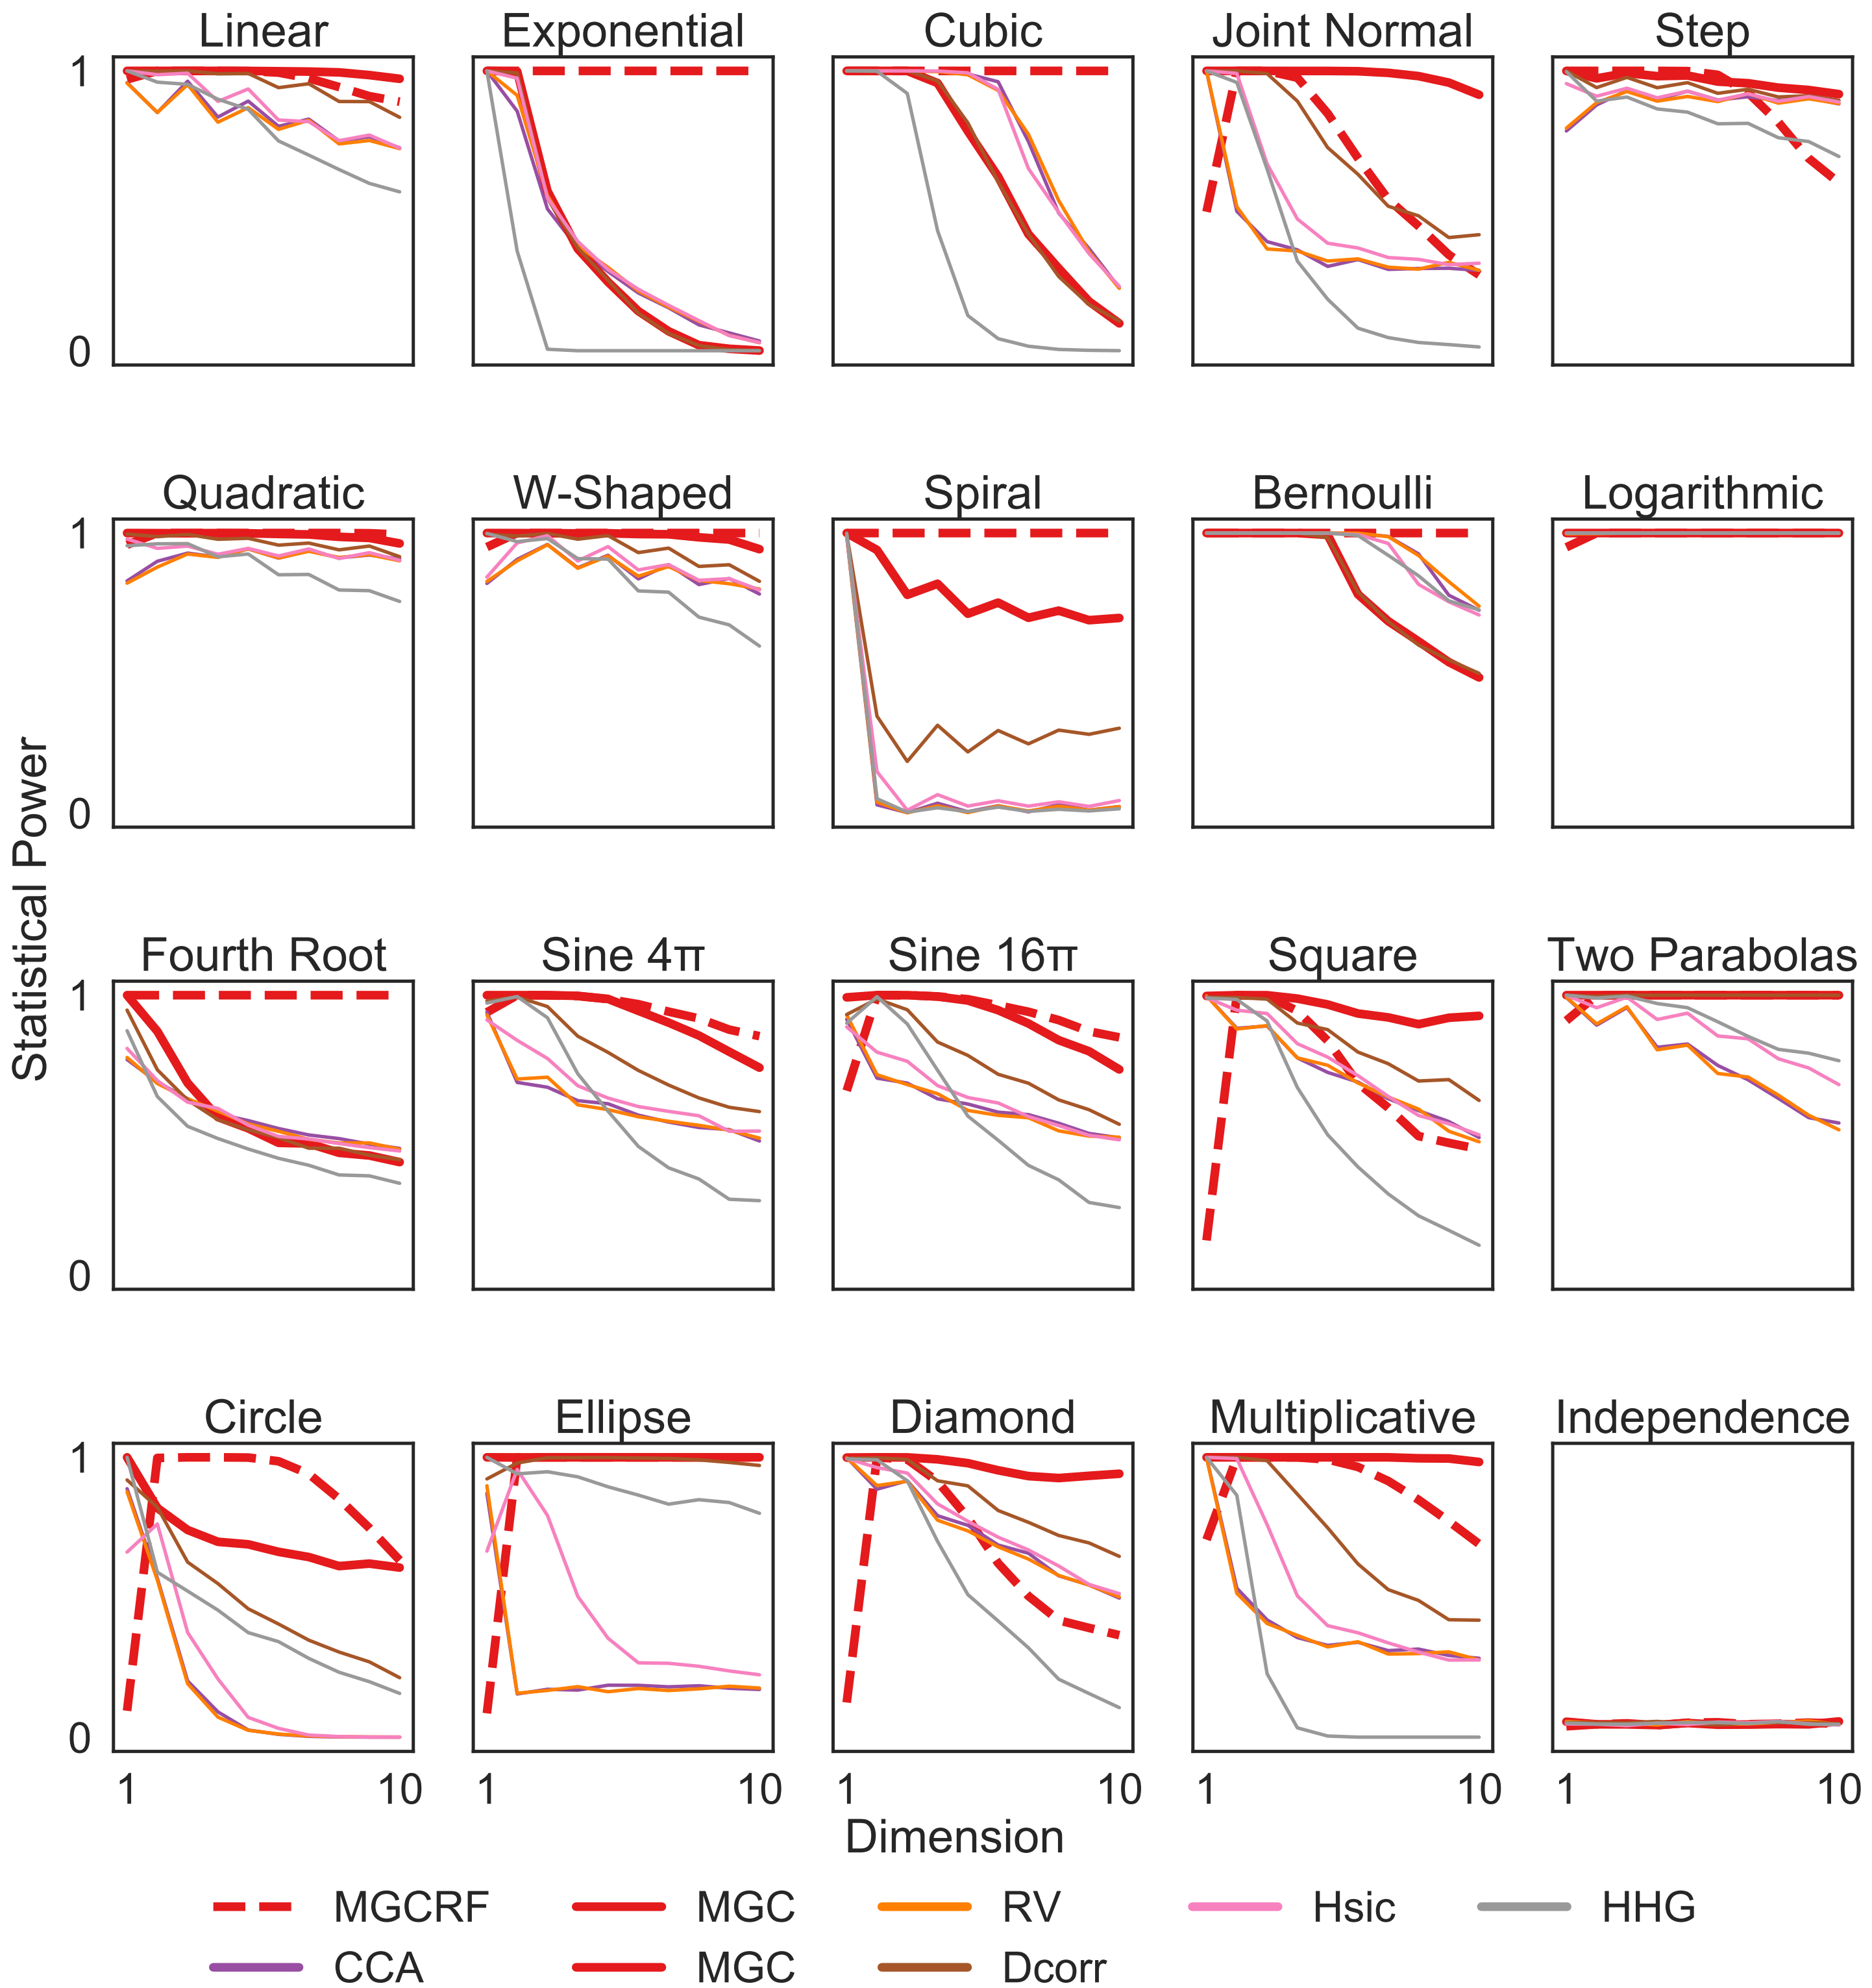 Linear Exponential Cubic Joint Normal Step
1
0
Quadratic W-Shaped Spiral Bernoulli Logarithmic
1
0
Statistical Power
Fourth Root Sine 4π Sine 16π Square Two Parabolas
1
0
Circle Ellipse Diamond Multiplicative Independence
1
0
1 10 1 10 1 10 1 10 1 10
Dimension
MGCRF MGC RV Hsic HHG
CCA MGC Dcorr